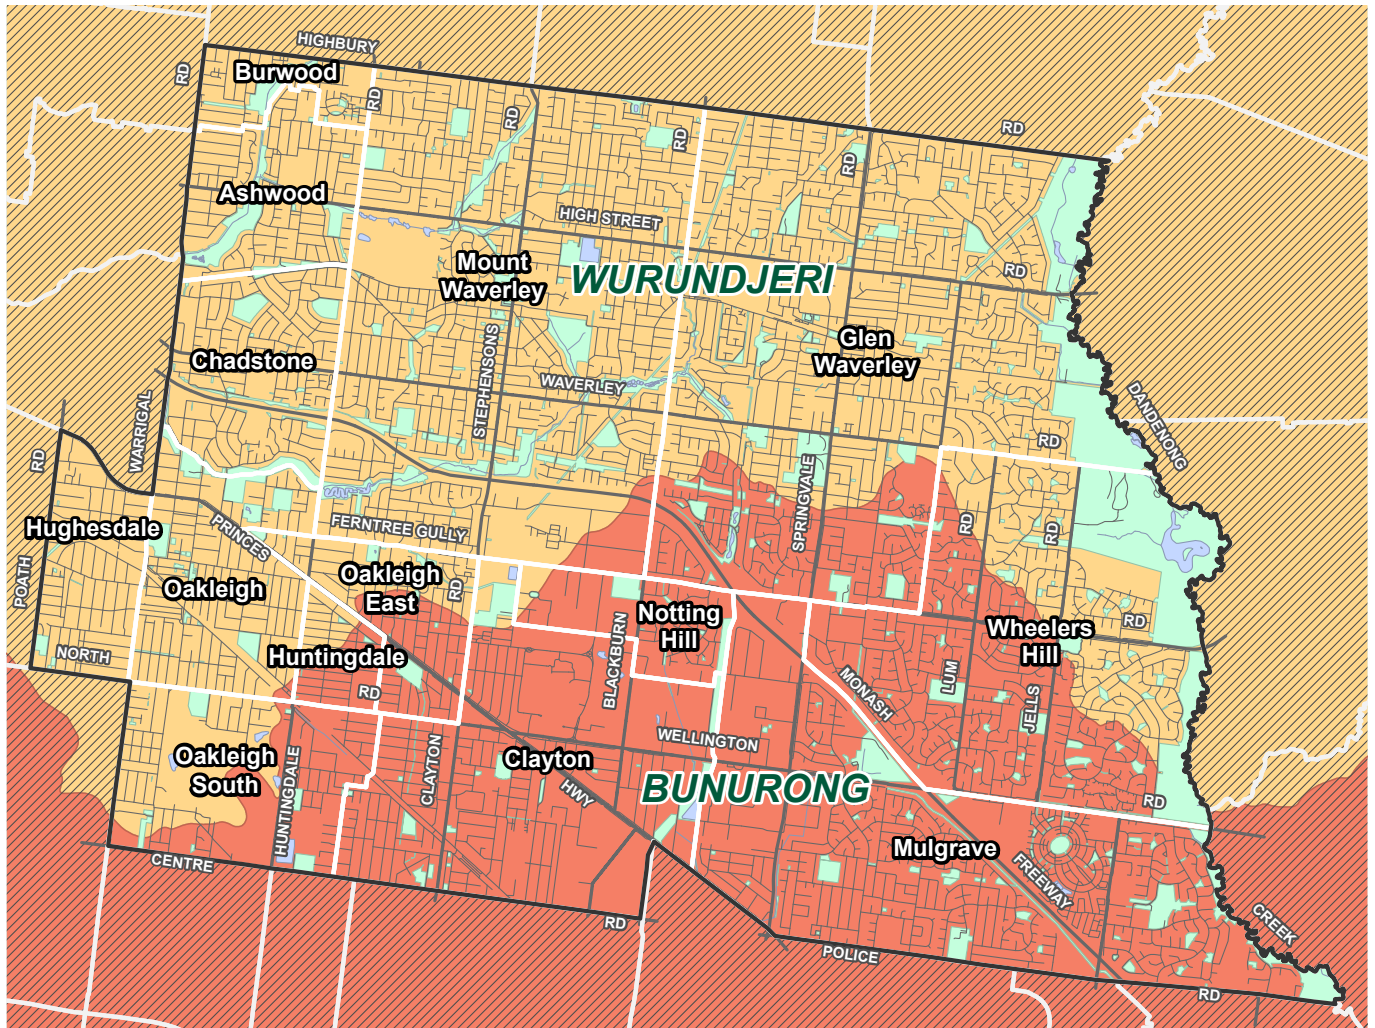 HIGHBURY
RD
Burwood
RD
RD
RD
RD
RD
Ashwood
HIGH STREET
RD
Mount
Waverley
WURUNDJERI
Glen
Waverley
Chadstone
STEPHENSONS
WAVERLEY
RD
DANDENONG
WARRIGAL
RD
SPRINGVALE
RD
RD
Hughesdale
PRINCES
FERNTREE GULLY
POATH
Oakleigh
Oakleigh
East
RD
Notting
Hill
RD
Wheelers
Hill
NORTH
Huntingdale
RD
BLACKBURN
LUM
MONASH
JELLS
Oakleigh
South
HUNTINGDALE
CLAYTON
Clayton
WELLINGTON
BUNURONG
HWY
RD
Mulgrave
FREEWAY
CENTRE
RD
POLICE
RD
CREEK